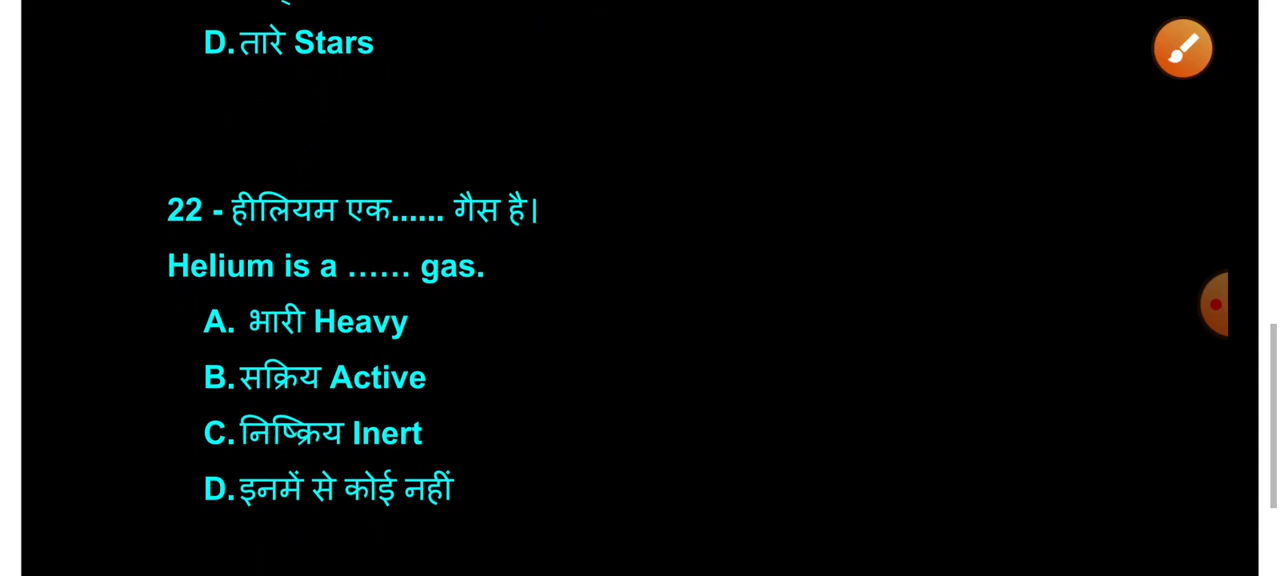 D. तारे Stars
22 - हीलियम एक...... गैस है।
Helium is a ...... gas.
A. भारी Heavy
B. सक्रिय Active
C. निष्क्रिय Inert
D. इनमें से कोई नहीं